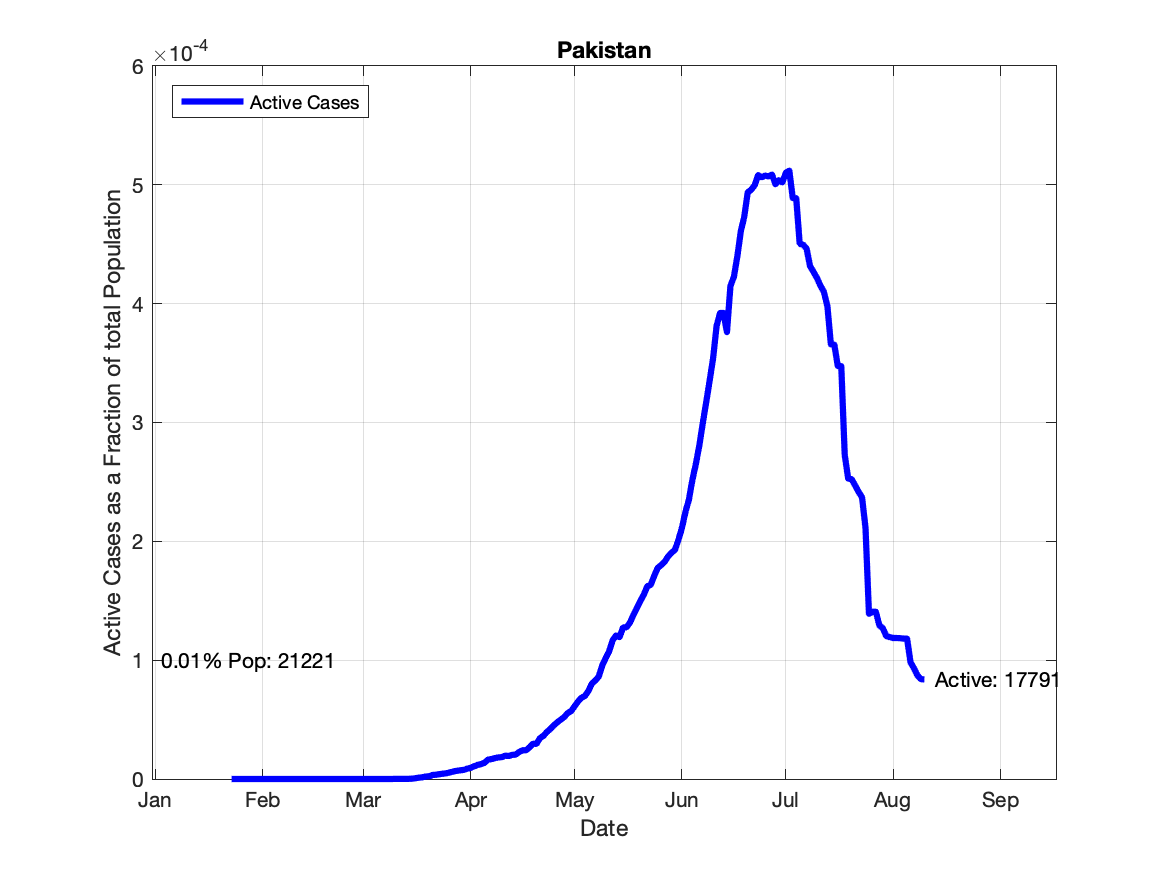 ×10-4
Pakistan
Active Cases
6
5
4
3
2
1
0
Active Cases as a Fraction of total Population
0.01% Pop: 21221
Active: 17791
Jan Feb Mar Apr May Jun Jul Aug Sep
Date